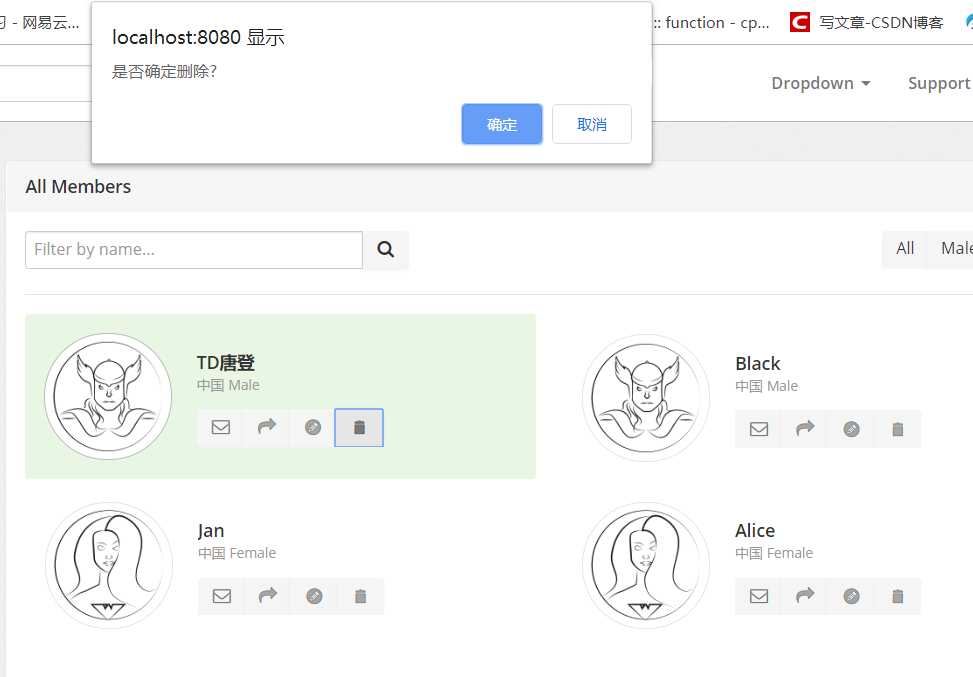 习 - 网易云...
:: function - cp...
写文章-CSDN博客
localhost:8080 显示
是否确定删除?
确定
取消
Dropdown
Support
All Members
Filter by name...
All
Male
TD唐登
中国 Male
Black
中国 Male
Jan
中国 Female
Alice
中国 Female